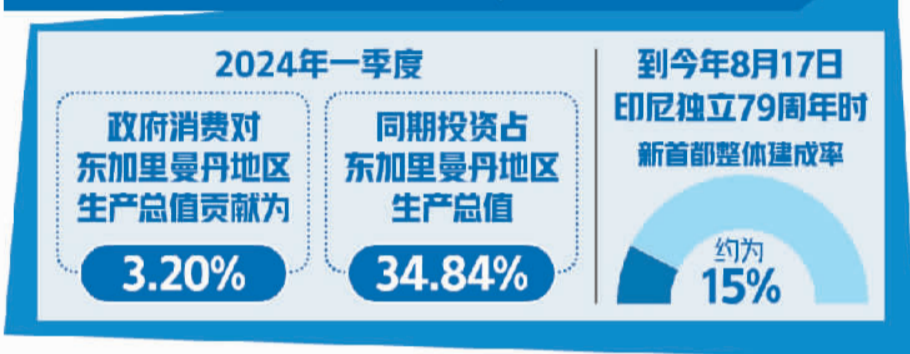 2024年一季度
政府消费对
东加里曼丹地区
生产总值贡献为
3.20%
同期投资占
东加里曼丹地区
生产总值
34.84%
到今年8月17日
印尼独立79周年时
新首都整体建成率
约为
15%